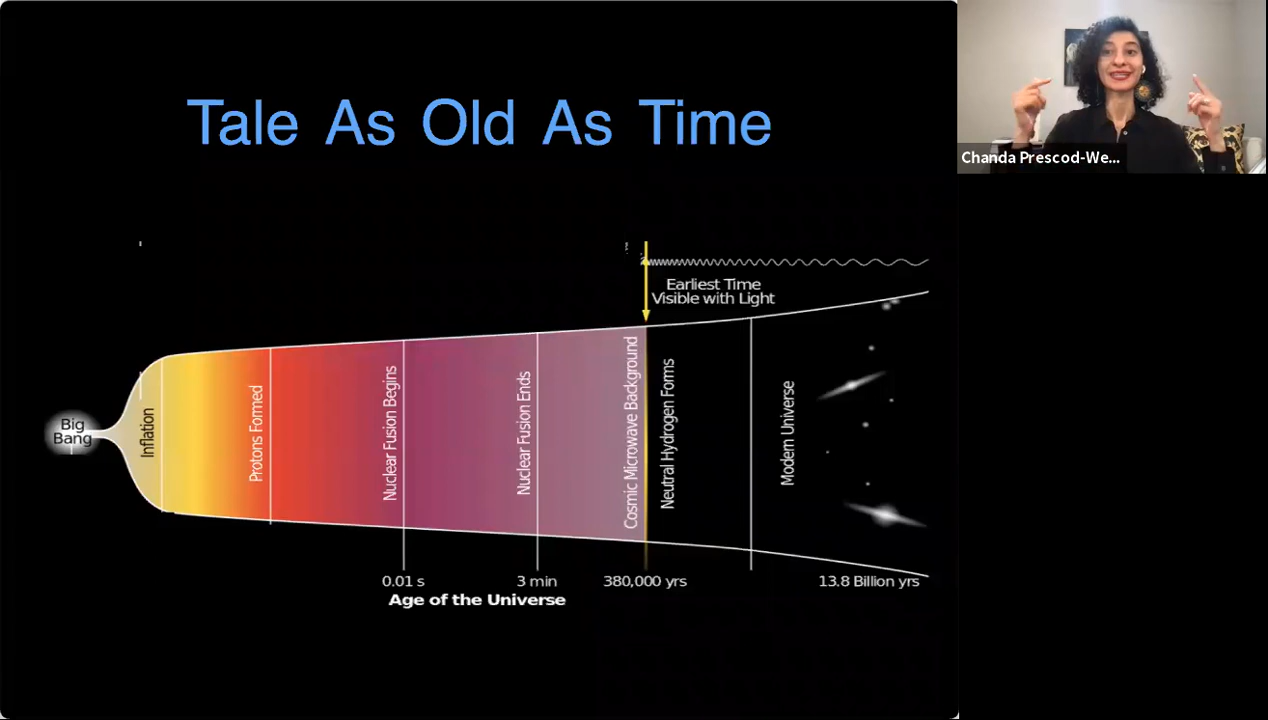 Tale As Old As Time
Chanda Prescod-We...
Earliest Time
Visible with Light
Big
Bang
Inflation
Protons Formed
Nuclear Fusion Begins
Nuclear Fusion Ends
Cosmic Microwave Background
Neutral Hydrogen Forms
Modern Universe
0.01 s
3 min
380,000 yrs
13.8 Billion yrs
Age of the Universe